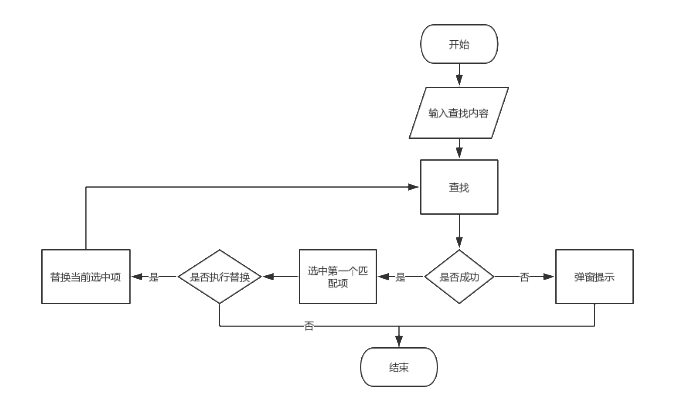 开始
输入查找内容
查找
替换当前选中项
是
是否执行替换
选中第一个匹
配项
是
是否成功
否
弹窗提示
否
结束